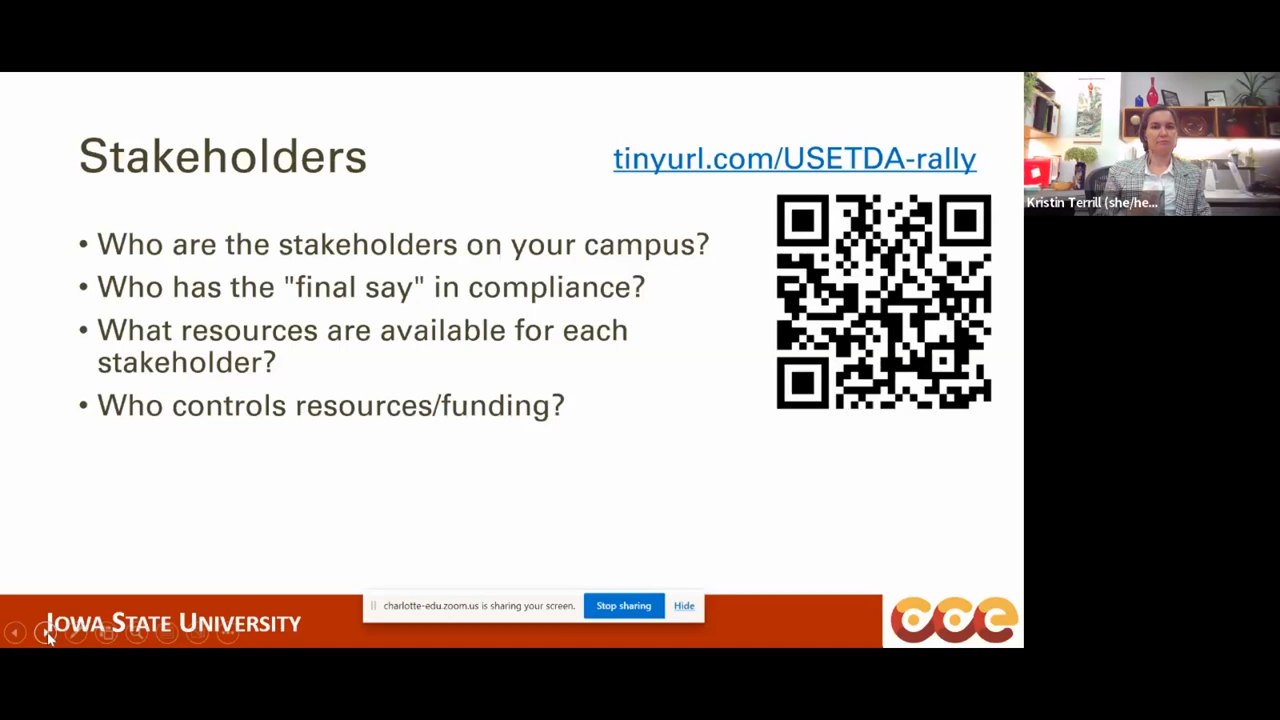 Stakeholders
tinyurl.com/USETDA-rally
• Who are the stakeholders on your campus?
• Who has the "final say" in compliance?
• What resources are available for each
stakeholder?
• Who controls resources/funding?
Kristin Terrill (she/he...
IOWA STATE UNIVERSITY
charlotte-edu.zoom.us is sharing your screen.
Stop sharing
Hide
cce